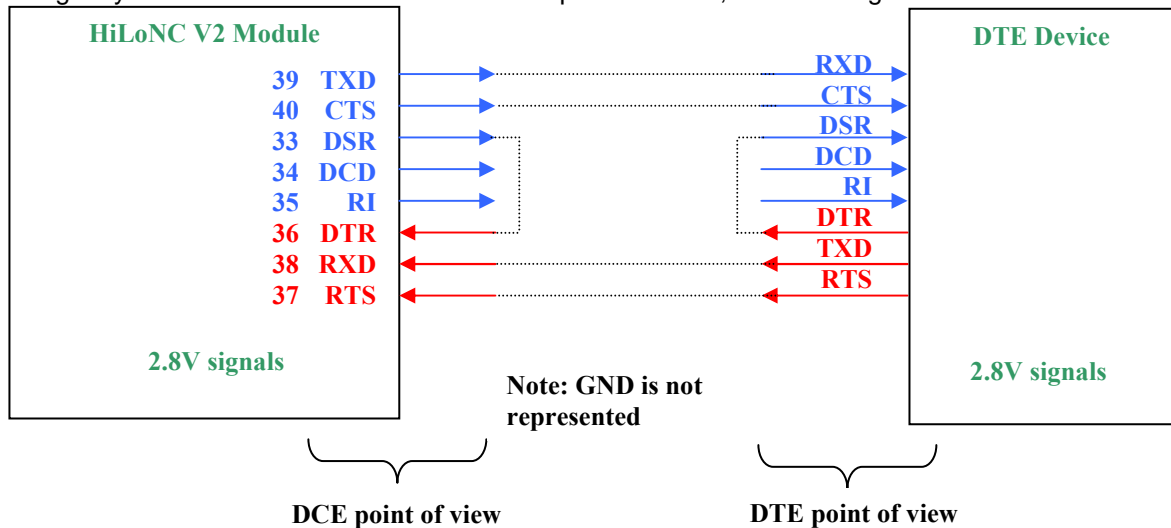 HiLoNC V2 Module
DTE Device
39 TXD
40 CTS
33 DSR
34 DCD
35 RI
36 DTR
38 RXD
37 RTS
RXD
CTS
DSR
DCD
RI
DTR
TXD
RTS
2.8V signals
2.8V signals
Note: GND is not
represented
DCE point of view
DTE point of view